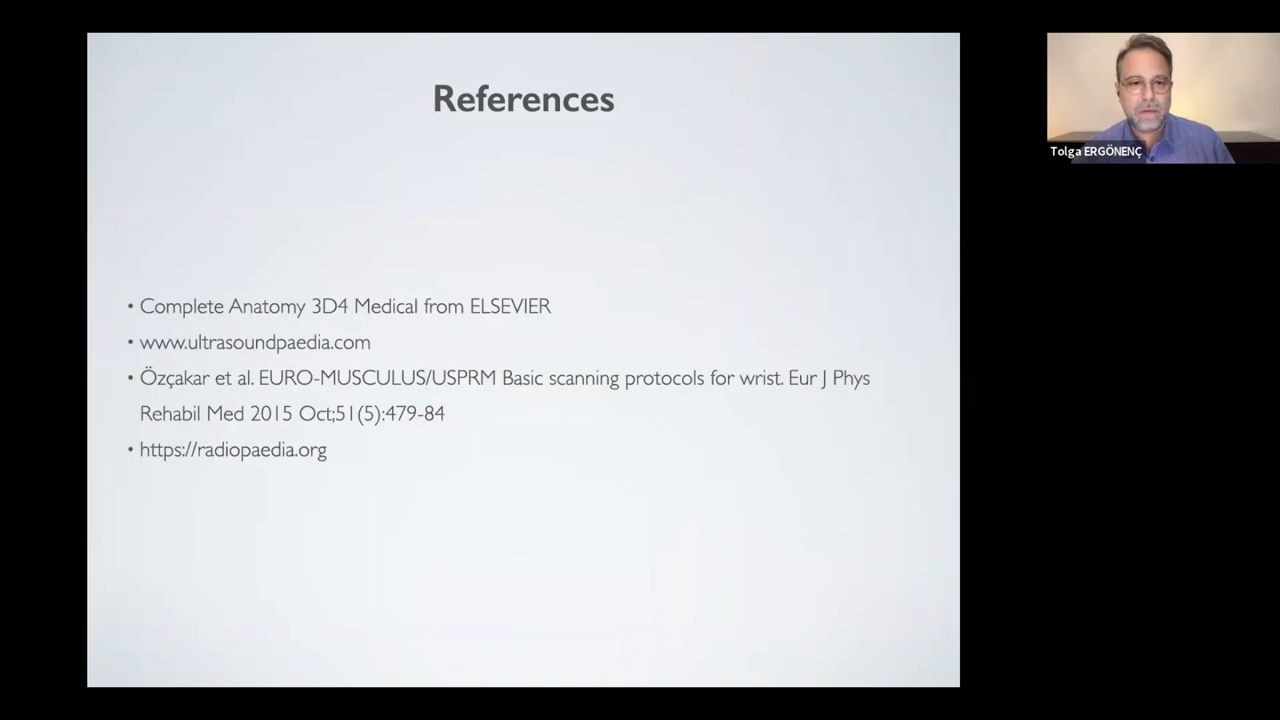 References
• Complete Anatomy 3D4 Medical from ELSEVIER
• www.ultrasoundpaedia.com
• Özçakar et al. EURO-MUSCULUS/USPRM Basic scanning protocols for wrist. Eur J Phys
Rehabil Med 2015 Oct;51(5):479-84
• https://radiopaedia.org
Tolga ERGÖNENÇ